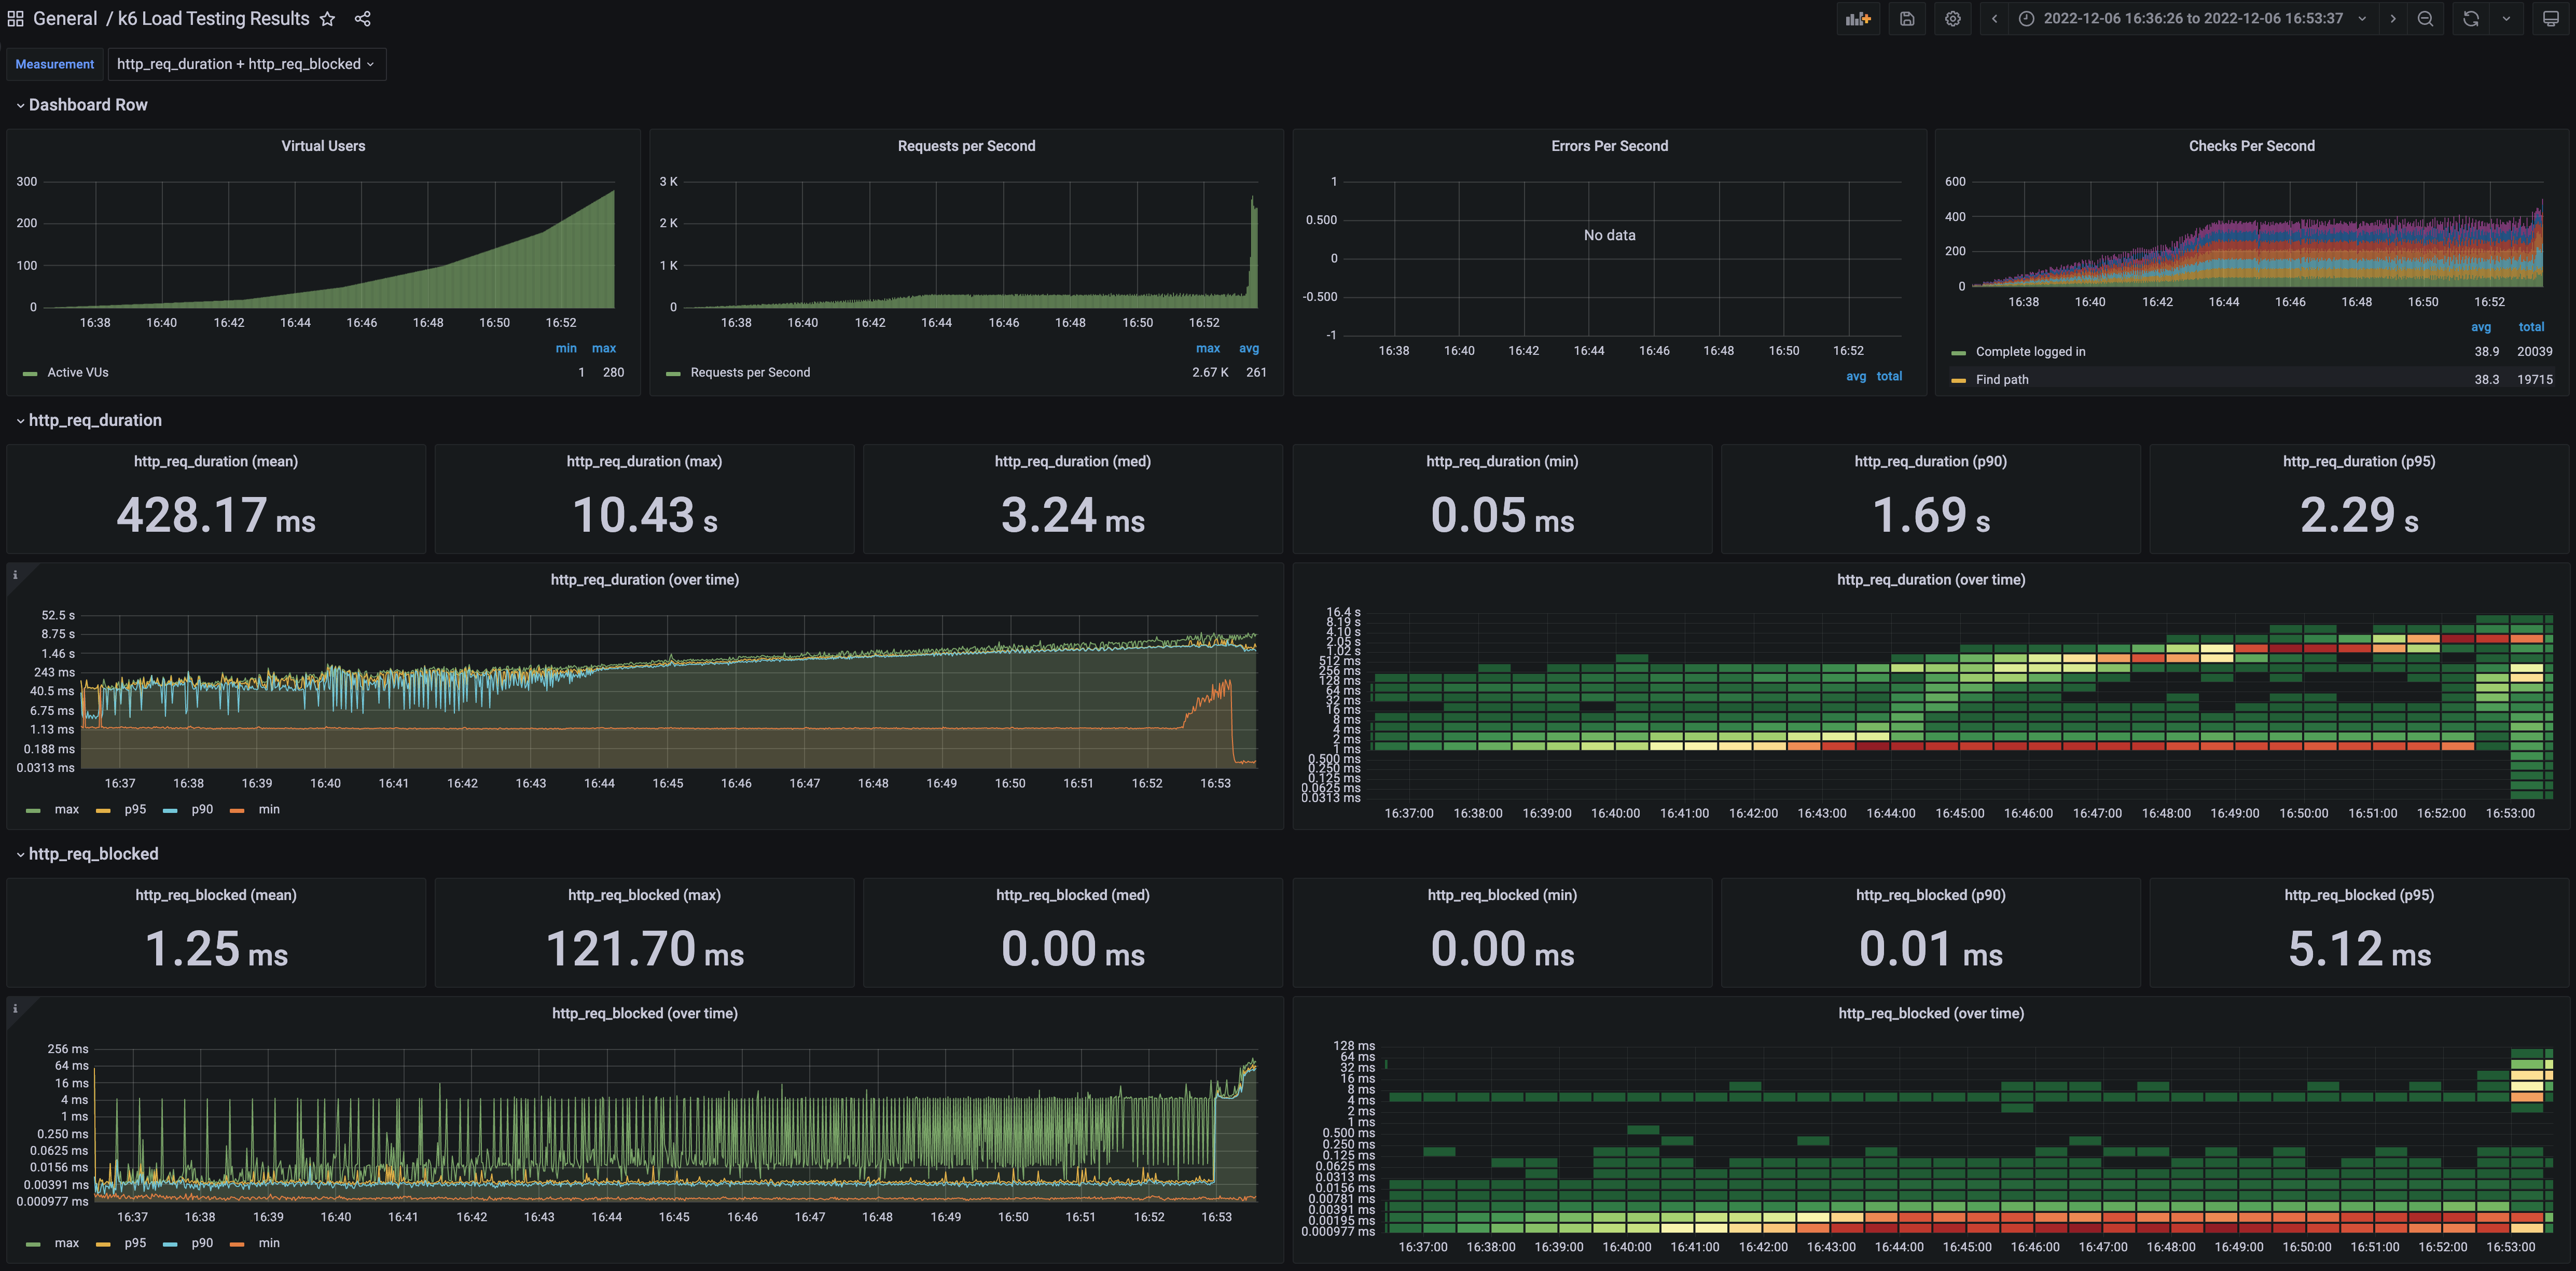 General / k6 Load Testing Results
2022-12-06 16:36:26 to 2022-12-06 16:53:37
Measurement http_req_duration + http_req_blocked
Dashboard Row
Virtual Users
300
200
100
0
16:38 16:40 16:42 16:44 16:46 16:48 16:50 16:52
min max
Active VUs 1 280
Requests per Second
3 K
2 K
1 K
0
16:38 16:40 16:42 16:44 16:46 16:48 16:50 16:52
max avg
Requests per Second 2.67 K 261
Errors Per Second
1
0.500
0
-0.500
-1
No data
16:38 16:40 16:42 16:44 16:46 16:48 16:50 16:52
avg total
Checks Per Second
600
400
200
0
16:38 16:40 16:42 16:44 16:46 16:48 16:50 16:52
avg total
Complete logged in 38.9 20039
Find path 38.3 19715
http_req_duration
http_req_duration (mean)
428.17 ms
http_req_duration (max)
10.43 s
http_req_duration (med)
3.24 ms
http_req_duration (min)
0.05 ms
http_req_duration (p90)
1.69 s
http_req_duration (p95)
2.29 s
i
http_req_duration (over time)
52.5 s
8.75 s
1.46 s
243 ms
40.5 ms
6.75 ms
1.13 ms
0.188 ms
0.0313 ms
16:37 16:38 16:39 16:40 16:41 16:42 16:43 16:44 16:45 16:46 16:47 16:48 16:49 16:50 16:51 16:52 16:53
max p95 p90 min
http_req_duration (over time)
16.4 s
8.19 s
4.10 s
2.05 s
1.02 s
512 ms
256 ms
128 ms
64 ms
32 ms
16 ms
8 ms
4 ms
2 ms
1 ms
0.500 ms
0.250 ms
0.125 ms
0.0625 ms
0.0313 ms
16:37:00 16:38:00 16:39:00 16:40:00 16:41:00 16:42:00 16:43:00 16:44:00 16:45:00 16:46:00 16:47:00 16:48:00 16:49:00 16:50:00 16:51:00 16:52:00 16:53:00
http_req_blocked
http_req_blocked (mean)
1.25 ms
http_req_blocked (max)
121.70 ms
http_req_blocked (med)
0.00 ms
http_req_blocked (min)
0.00 ms
http_req_blocked (p90)
0.01 ms
http_req_blocked (p95)
5.12 ms
i
http_req_blocked (over time)
256 ms
64 ms
16 ms
4 ms
1 ms
0.250 ms
0.0625 ms
0.0156 ms
0.00391 ms
0.000977 ms
16:37 16:38 16:39 16:40 16:41 16:42 16:43 16:44 16:45 16:46 16:47 16:48 16:49 16:50 16:51 16:52 16:53
max p95 p90 min
http_req_blocked (over time)
128 ms
64 ms
32 ms
16 ms
8 ms
4 ms
2 ms
1 ms
0.500 ms
0.250 ms
0.125 ms
0.0625 ms
0.0313 ms
0.0156 ms
0.00781 ms
0.00391 ms
0.00195 ms
0.000977 ms
16:37:00 16:38:00 16:39:00 16:40:00 16:41:00 16:42:00 16:43:00 16:44:00 16:45:00 16:46:00 16:47:00 16:48:00 16:49:00 16:50:00 16:51:00 16:52:00 16:53:00